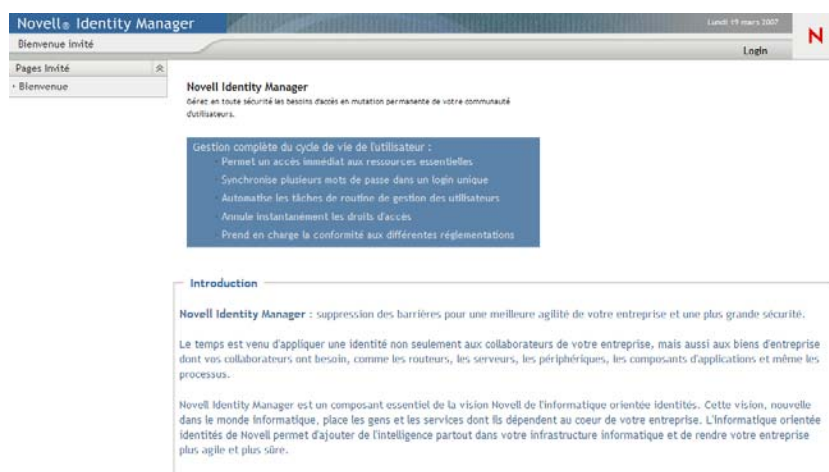 Novell® Identity Manager
Lundi 19 mars 2007
Bienvenue Invité
Login
N
Pages Invité
Bienvenue
Novell Identity Manager
Gérez en toute sécurité les besoins d'accès en mutation permanente de votre communauté
d'utilisateurs.
Gestion complète du cycle de vie de l'utilisateur :
Permet un accès immédiat aux ressources essentielles
Synchronise plusieurs mots de passe dans un login unique
Automatise les tâches de routine de gestion des utilisateurs
Annule instantanément les droits d'accès
Prend en charge la conformité aux différentes réglementations
Introduction
Novell Identity Manager : suppression des barrières pour une meilleure agilité de votre entreprise et une plus grande sécurité.
Le temps est venu d'appliquer une identité non seulement aux collaborateurs de votre entreprise, mais aussi aux biens d'entreprise
dont vos collaborateurs ont besoin, comme les routeurs, les serveurs, les périphériques, les composants d'applications et même les
processus.
Novell Identity Manager est un composant essentiel de la vision Novell de l'informatique orientée identités. Cette vision, nouvelle
dans le monde informatique, place les gens et les services dont ils dépendent au coeur de votre entreprise. L'informatique orientée
identités de Novell permet d'ajouter de l'intelligence partout dans votre infrastructure informatique et de rendre votre entreprise
plus agile et plus sûre.